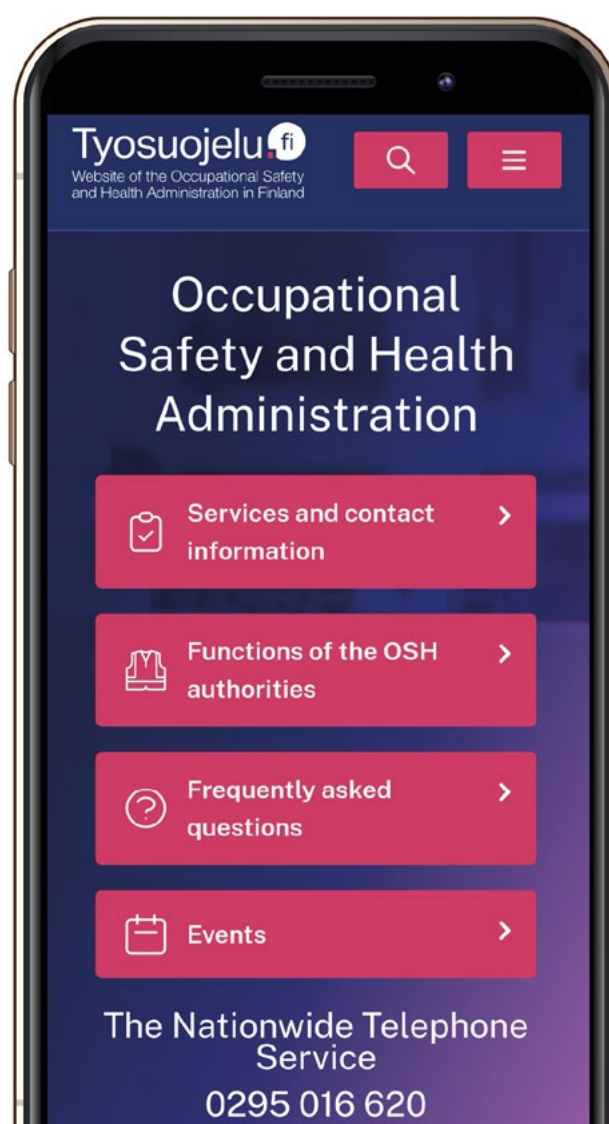 Tyosuojelu.fi
Website of the Occupational Safety
and Health Administration in Finland
Occupational
Safety and Health
Administration
Services and contact
information
Functions of the OSH
authorities
Frequently asked
questions
Events
The Nationwide Telephone
Service
0295 016 620